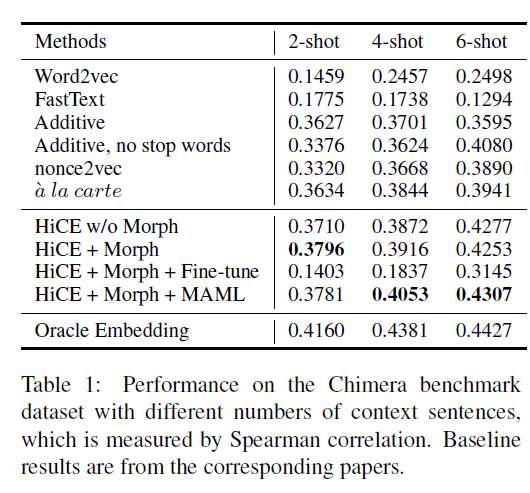 Methods 2-shot 4-shot 6-shot
Word2vec 0.1459 0.2457 0.2498
FastText 0.1775 0.1738 0.1294
Additive 0.3627 0.3701 0.3595
Additive, no stop words 0.3376 0.3624 0.4080
nonce2vec 0.3320 0.3668 0.3890
à la carte 0.3634 0.3844 0.3941
HiCE w/o Morph 0.3710 0.3872 0.4277
HiCE + Morph 0.3796 0.3916 0.4253
HiCE + Morph + Fine-tune 0.1403 0.1837 0.3145
HiCE + Morph + MAML 0.3781 0.4053 0.4307
Oracle Embedding 0.4160 0.4381 0.4427
Table 1: Performance on the Chimera benchmark
dataset with different numbers of context sentences,
which is measured by Spearman correlation. Baseline
results are from the corresponding papers.